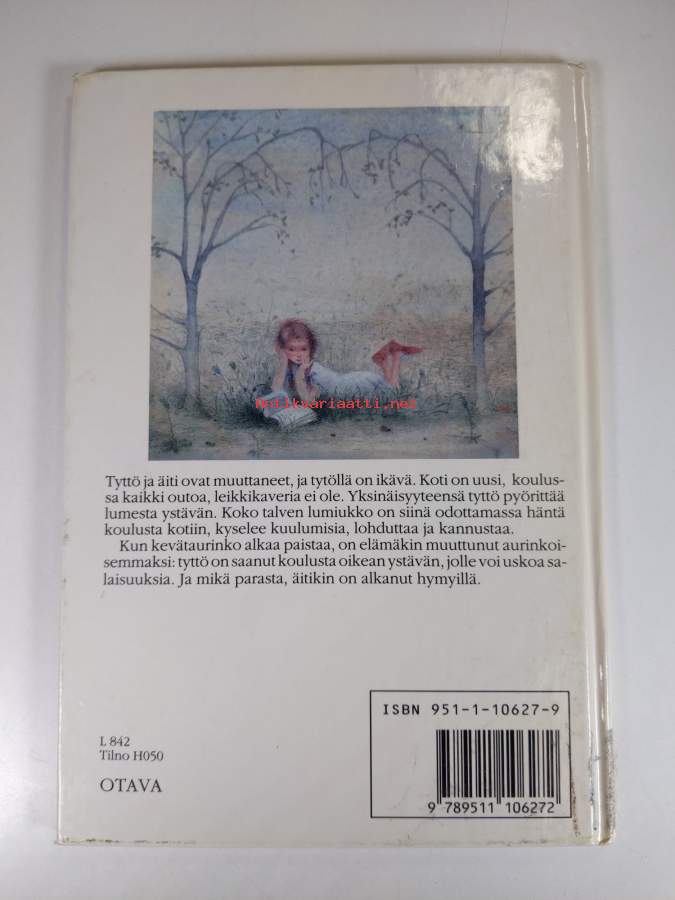 Antikvariaatti.net
Tyttö ja äiti ovat muuttaneet, ja tytöllä on ikävä. Koti on uusi, koulus-
sa kaikki outoa, leikkikaveria ei ole. Yksinäisyyteensä tyttö pyörittää
lumesta ystävän. Koko talven lumiukko on siinä odottamassa häntä
koulusta kotiin, kyselee kuulumisia, lohduttaa ja kannustaa.
Kun kevätaurinko alkaa paistaa, on elämäkin muuttunut aurinkoi-
semmaksi: tyttö on saanut koulusta oikean ystävän, jolle voi uskoa sa-
laisuuksia. Ja mikä parasta, äitikin on alkanut hymyillä.
ISBN 951-1-10627-9
L 842
Tilno H050
OTAVA
9 789511 106272